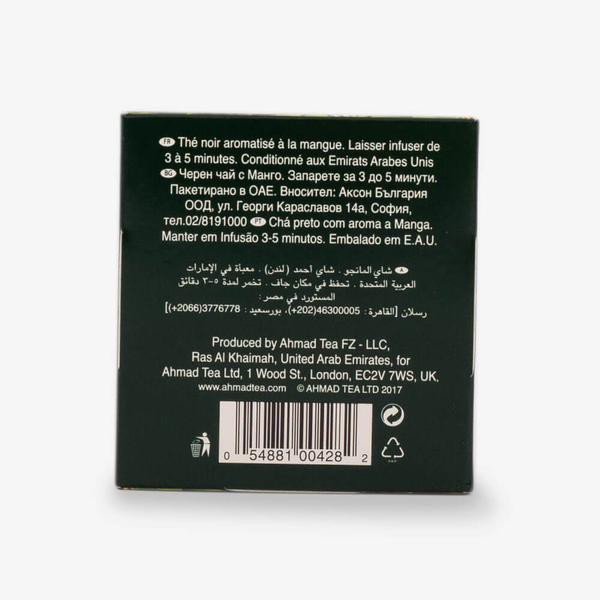 FR Thé noir aromatisé à la mangue. Laisser infuser de
3 à 5 minutes. Conditionné aux Emirats Arabes Unis
BG Черен чай с Манго. Запарете за 3 до 5 минути.
Пакетирано в ОАЕ. Вносител: Аксон България
ООД, ул. Георги Караславов 14а, София,
тел.02/8191000 PT Chá preto com aroma a Manga.
Manter em Infusão 3-5 minutos. Embalado em E.A.U.
A شاي المانجو. شاي احمد (لندن). معبأة في الإمارات
العربية المتحدة. تحفظ في مكان جاف. تخمر لمدة ٥-٣ دقائق
المستورد في مصر:
رسلان [القاهرة: 46300005(202+)، بورسعيد: 3776778(2066+)]
Produced by Ahmad Tea FZ - LLC,
Ras Al Khaimah, United Arab Emirates, for
Ahmad Tea Ltd, 1 Wood St., London, EC2V 7WS, UK.
www.ahmadtea.com © AHMAD TEA LTD 2017
0 54881 00428 2